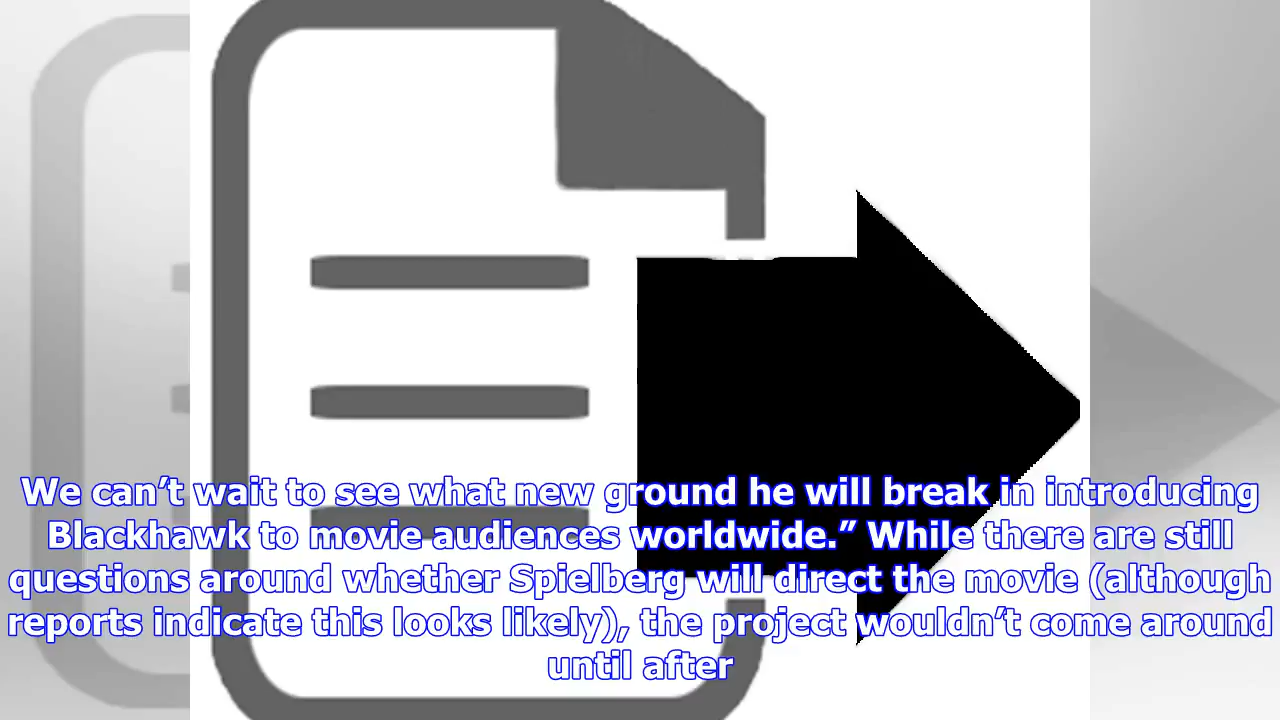 We can’t wait to see what new ground he will break in introducing
Blackhawk to movie audiences worldwide.” While there are still
questions around whether Spielberg will direct the movie (although
reports indicate this looks likely), the project wouldn’t come around
until after